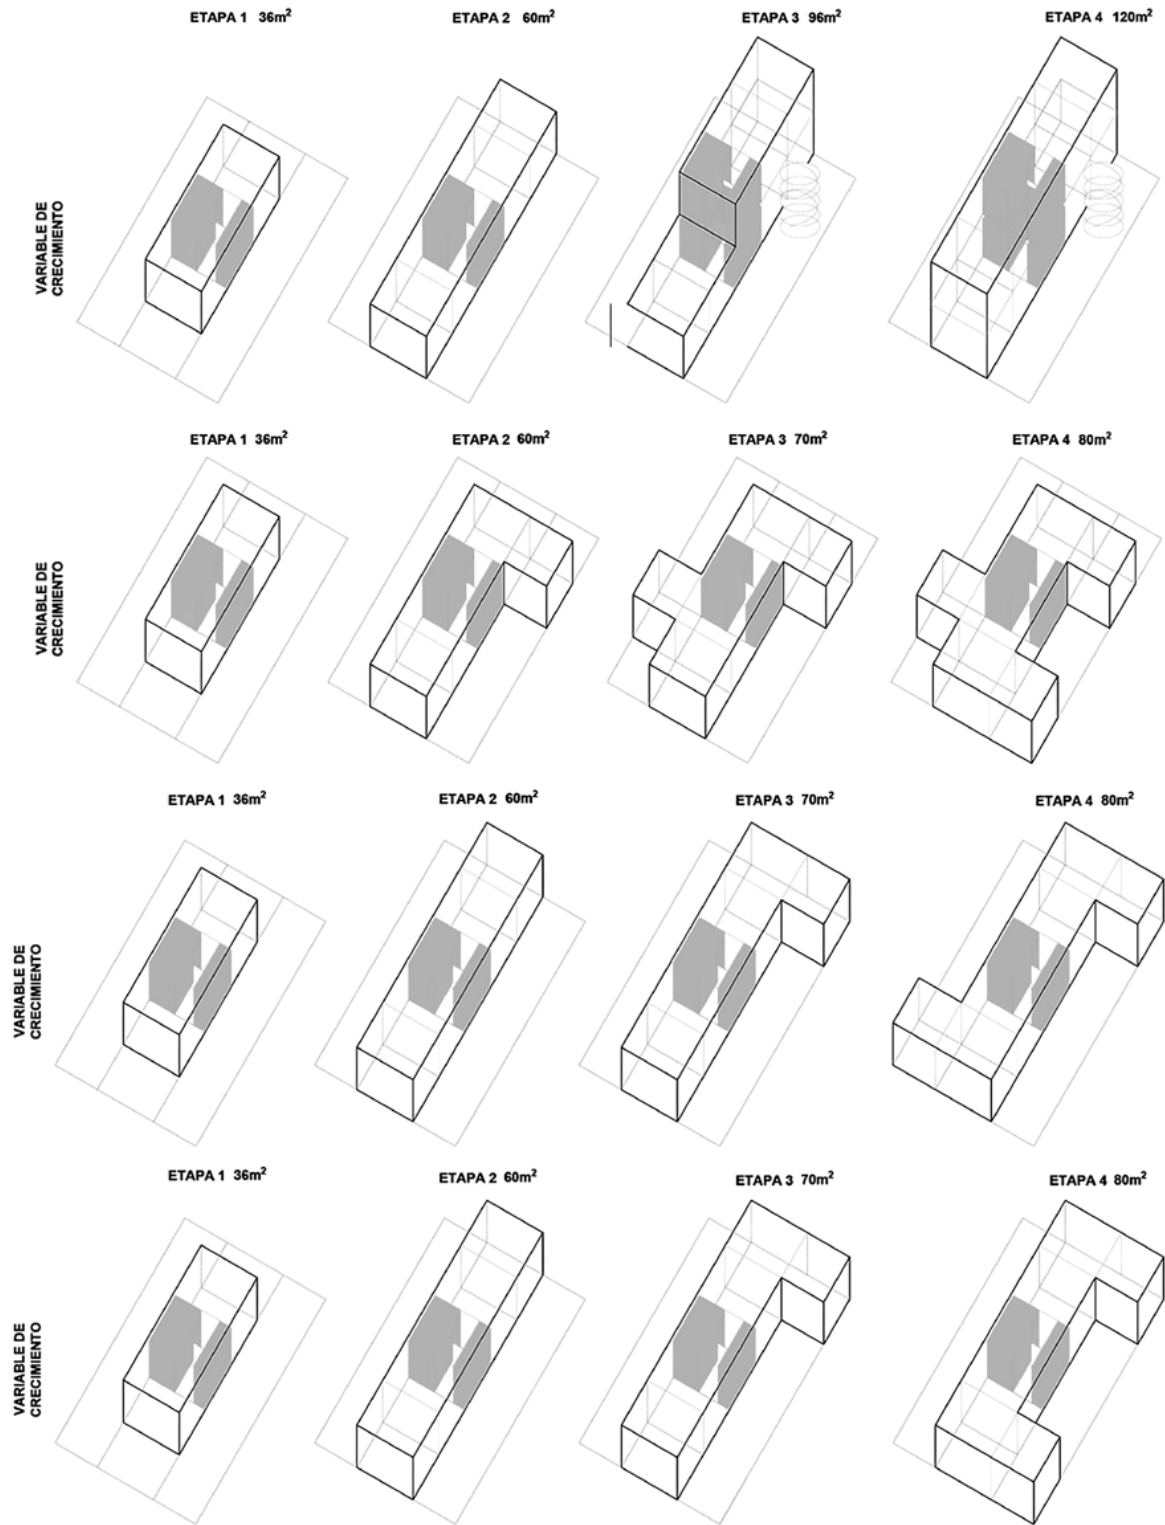 ETAPA 1 36m²
ETAPA 2 60m²
ETAPA 3 96m²
ETAPA 4 120m²
VARIABLE DE
CRECIMIENTO
ETAPA 1 36m²
ETAPA 2 60m²
ETAPA 3 70m²
ETAPA 4 80m²
VARIABLE DE
CRECIMIENTO
ETAPA 1 36m²
ETAPA 2 60m²
ETAPA 3 70m²
ETAPA 4 80m²
VARIABLE DE
CRECIMIENTO
ETAPA 1 36m²
ETAPA 2 60m²
ETAPA 3 70m²
ETAPA 4 80m²
VARIABLE DE
CRECIMIENTO